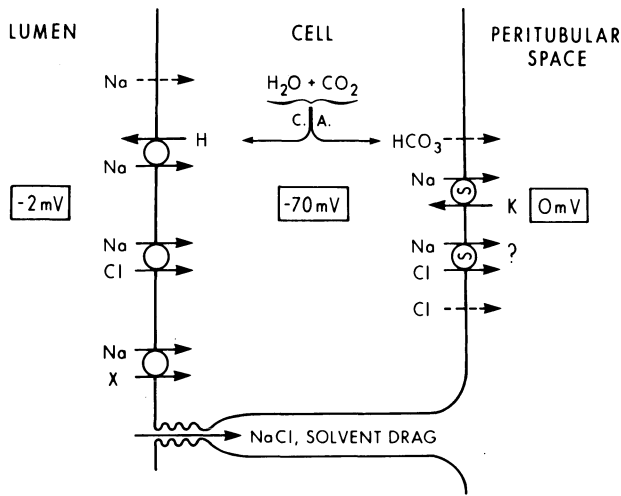 LUMEN
CELL
PERITUBULAR
SPACE
Na
H₂O + CO₂
C. A.
H
HCO₃
Na
Na
K
-2mV
-70mV
0mV
Na
Cl
Na
?
Cl
Cl
Na
X
NaCl, SOLVENT DRAG
S
S